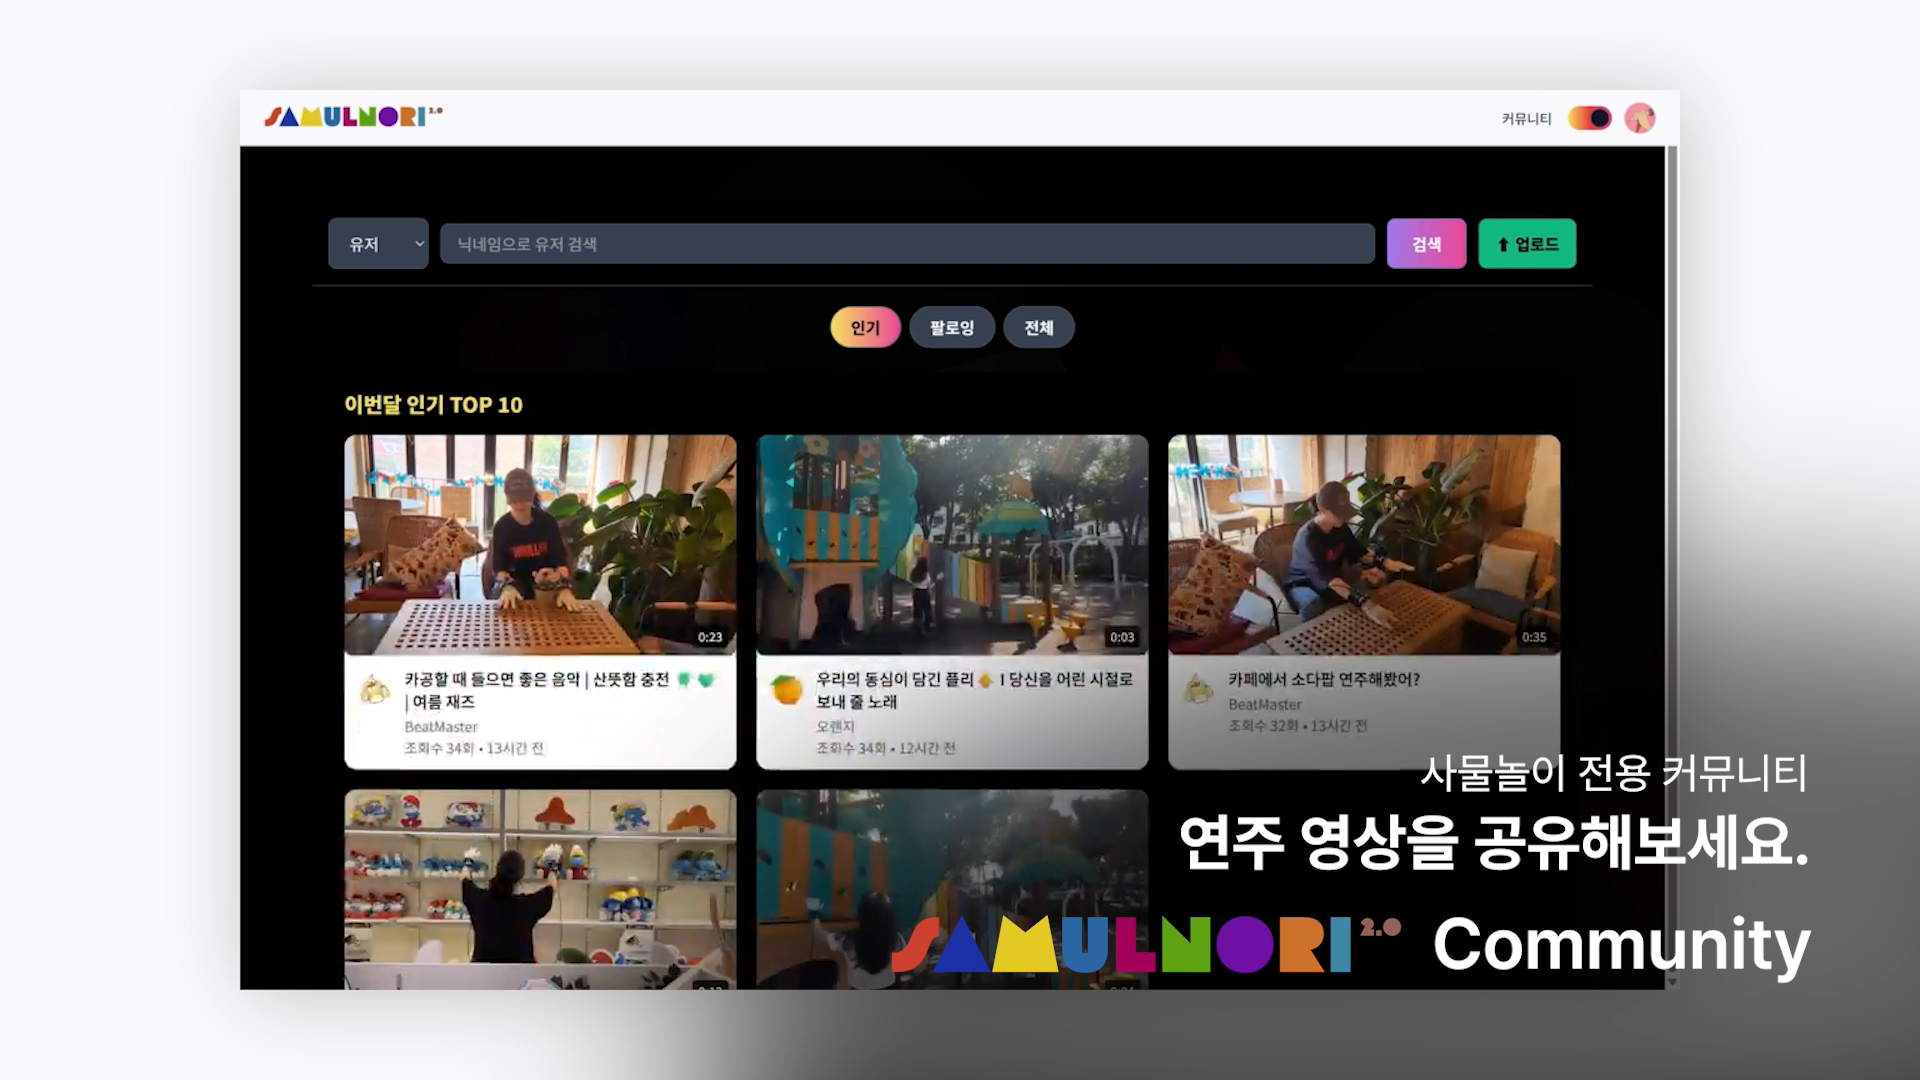 SAMULNORI 2.0
커뮤니티
유저
닉네임으로 유저 검색
검색
업로드
인기
팔로잉
전체
이번달 인기 TOP 10
0:23
0:03
0:35
카공할 때 들으면 좋은 음악 | 산뜻함 충전
| 여름 재즈
BeatMaster
조회수 34회 • 13시간 전
우리의 동심이 담긴 플리 I 당신을 어린 시절로
보내 줄 노래
오렌지
조회수 34회 • 12시간 전
카페에서 소다팝 연주해봤어?
BeatMaster
조회수 32회 • 13시간 전
사물놀이 전용 커뮤니티
연주 영상을 공유해보세요.
SAMULNORI 2.0 Community